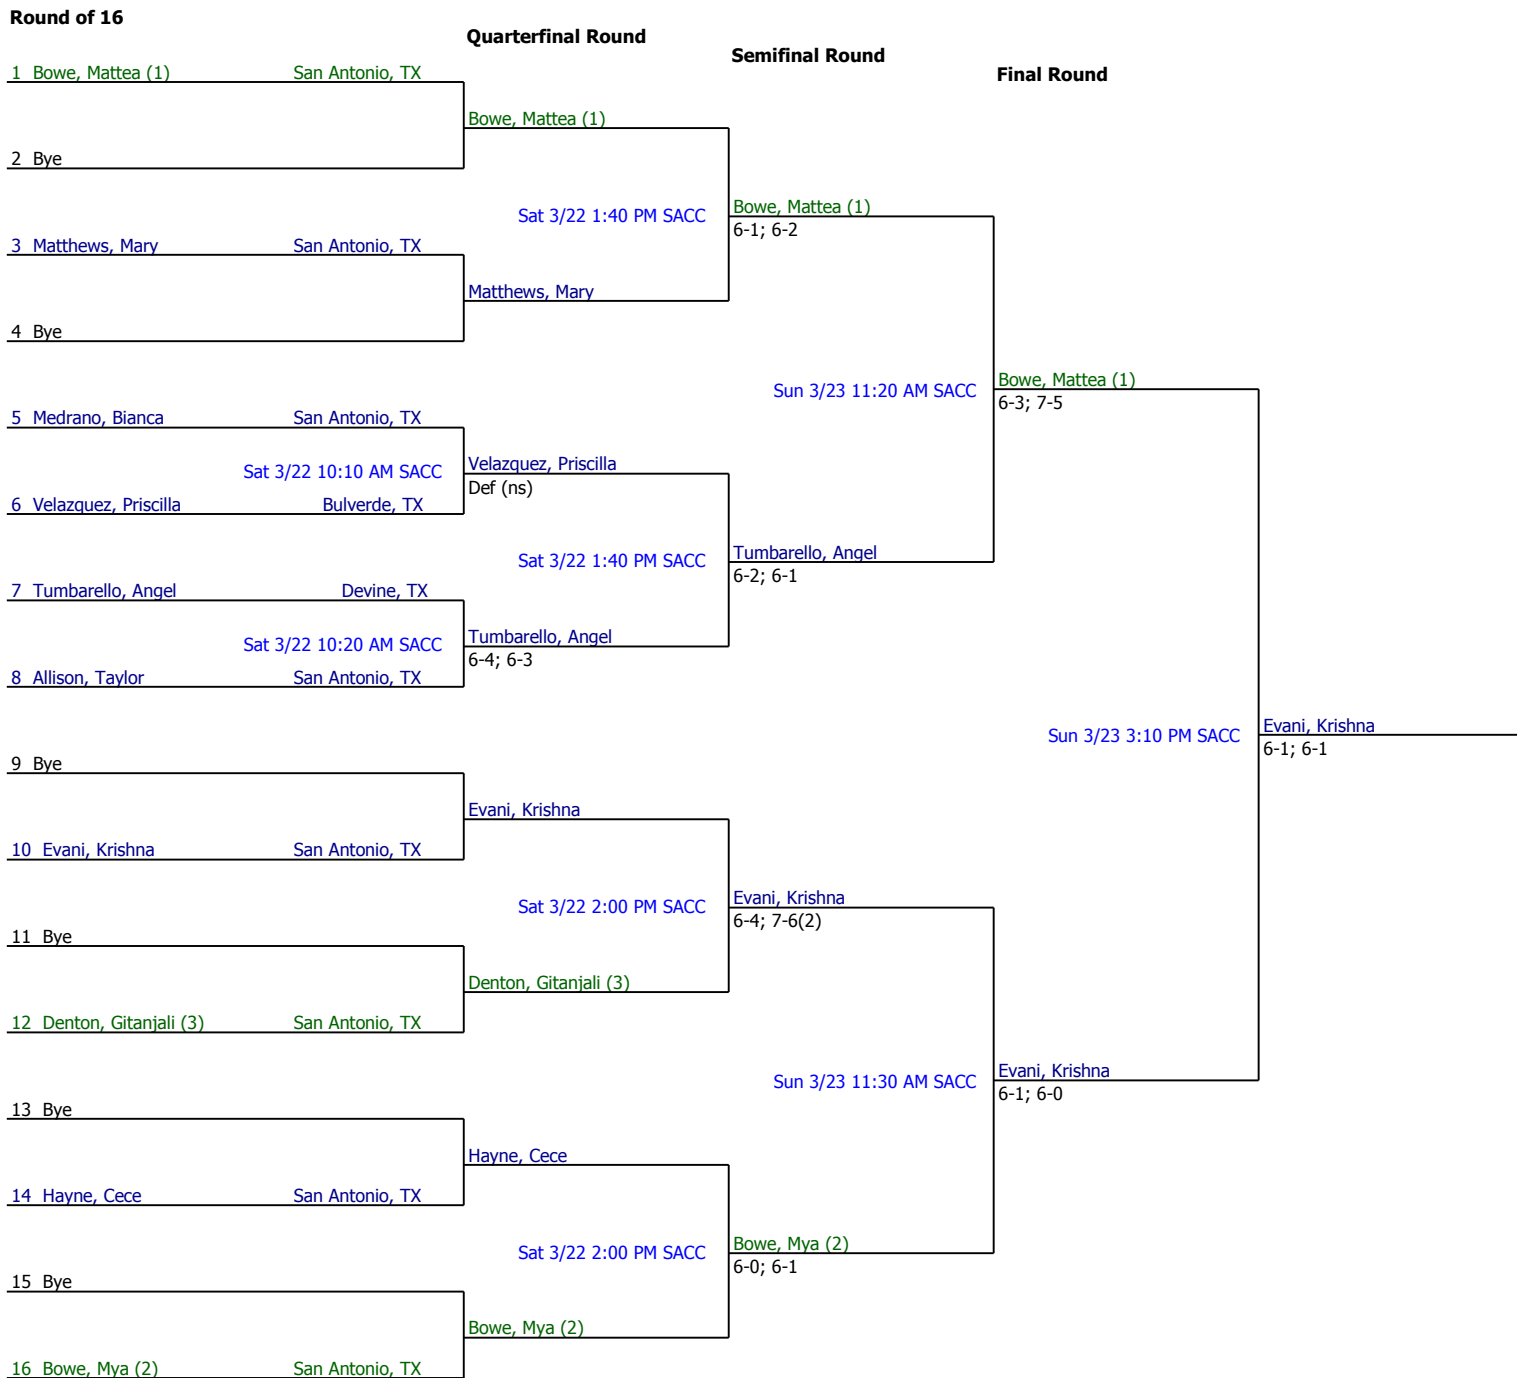 Round of 16
Quarterfinal Round
Semifinal Round
Final Round
1 Bowe, Mattea (1) San Antonio, TX
Bowe, Mattea (1)
2 Bye
Sat 3/22 1:40 PM SACC
Bowe, Mattea (1)
6-1; 6-2
3 Matthews, Mary San Antonio, TX
Matthews, Mary
4 Bye
Sun 3/23 11:20 AM SACC
Bowe, Mattea (1)
6-3; 7-5
5 Medrano, Bianca San Antonio, TX
Sat 3/22 10:10 AM SACC
Velazquez, Priscilla
Def (ns)
6 Velazquez, Priscilla Bulverde, TX
Sat 3/22 1:40 PM SACC
Tumbarello, Angel
6-2; 6-1
7 Tumbarello, Angel Devine, TX
Sat 3/22 10:20 AM SACC
Tumbarello, Angel
6-4; 6-3
8 Allison, Taylor San Antonio, TX
Sun 3/23 3:10 PM SACC
Evani, Krishna
6-1; 6-1
9 Bye
Evani, Krishna
10 Evani, Krishna San Antonio, TX
Sat 3/22 2:00 PM SACC
Evani, Krishna
6-4; 7-6(2)
11 Bye
Denton, Gitanjali (3)
12 Denton, Gitanjali (3) San Antonio, TX
Sun 3/23 11:30 AM SACC
Evani, Krishna
6-1; 6-0
13 Bye
Hayne, Cece
14 Hayne, Cece San Antonio, TX
Sat 3/22 2:00 PM SACC
Bowe, Mya (2)
6-0; 6-1
15 Bye
Bowe, Mya (2)
16 Bowe, Mya (2) San Antonio, TX